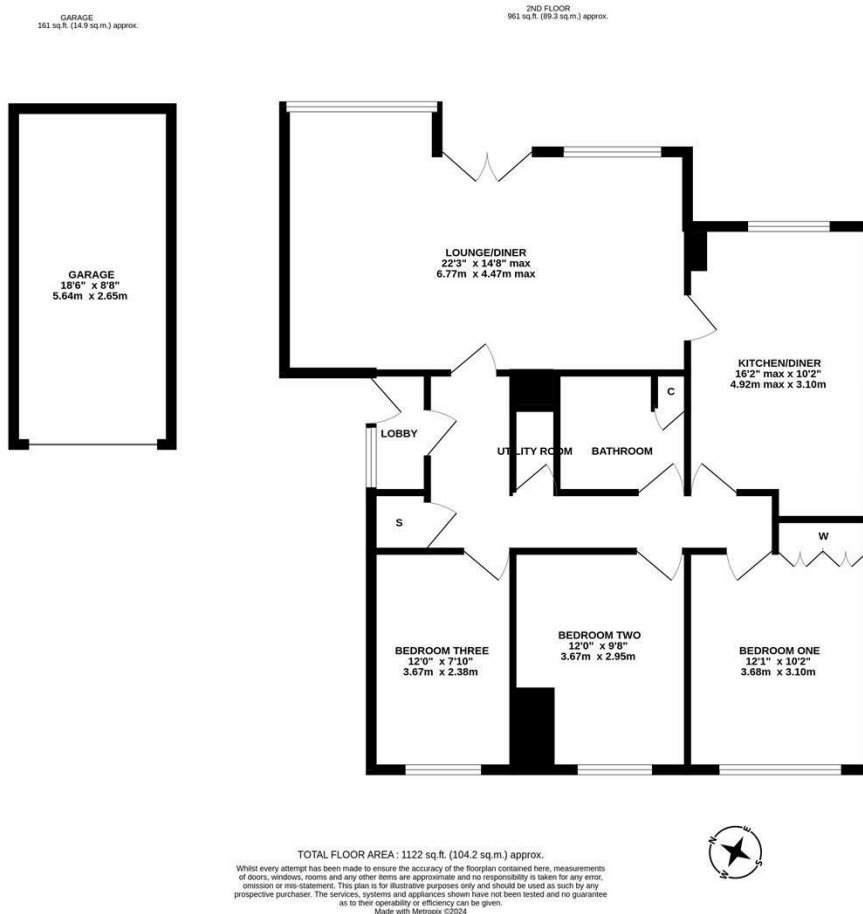 GARAGE
161 sq.ft. (14.9 sq.m.) approx.
2ND FLOOR
961 sq.ft. (89.3 sq.m.) approx.
GARAGE
18'6" x 8'8"
5.64m x 2.65m
LOUNGE/DINER
22'3" x 14'8" max
6.77m x 4.47m max
KITCHEN/DINER
16'2" max x 10'2"
4.92m max x 3.10m
C
LOBBY
UTILITY ROOM
BATHROOM
S
W
BEDROOM THREE
12'0" x 7'10"
3.67m x 2.38m
BEDROOM TWO
12'0" x 9'8"
3.67m x 2.95m
BEDROOM ONE
12'1" x 10'2"
3.68m x 3.10m
N
E
S
W
TOTAL FLOOR AREA : 1122 sq.ft. (104.2 sq.m.) approx.
Whilst every attempt has been made to ensure the accuracy of the floorplan contained here, measurements
of doors, windows, rooms and any other items are approximate and no responsibility is taken for any error,
omission or mis-statement. This plan is for illustrative purposes only and should be used as such by any
prospective purchaser. The services, systems and appliances shown have not been tested and no guarantee
as to their operability or efficiency can be given.
Made with Metropix ©2024